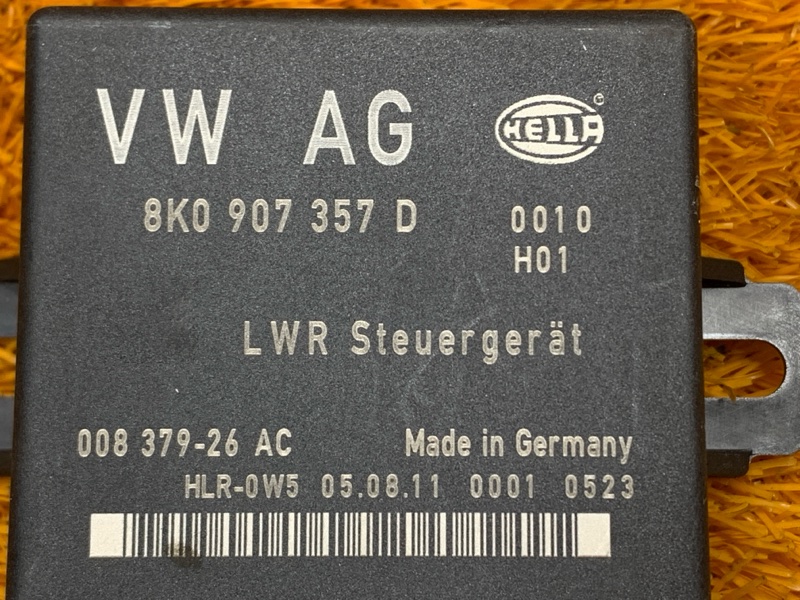 VW AG HELLA ®
8K0 907 357 D 0010
H01
LWR Steuergerät
008 379-26 AC Made in Germany
HLR-0W5 05.08.11 0001 0523